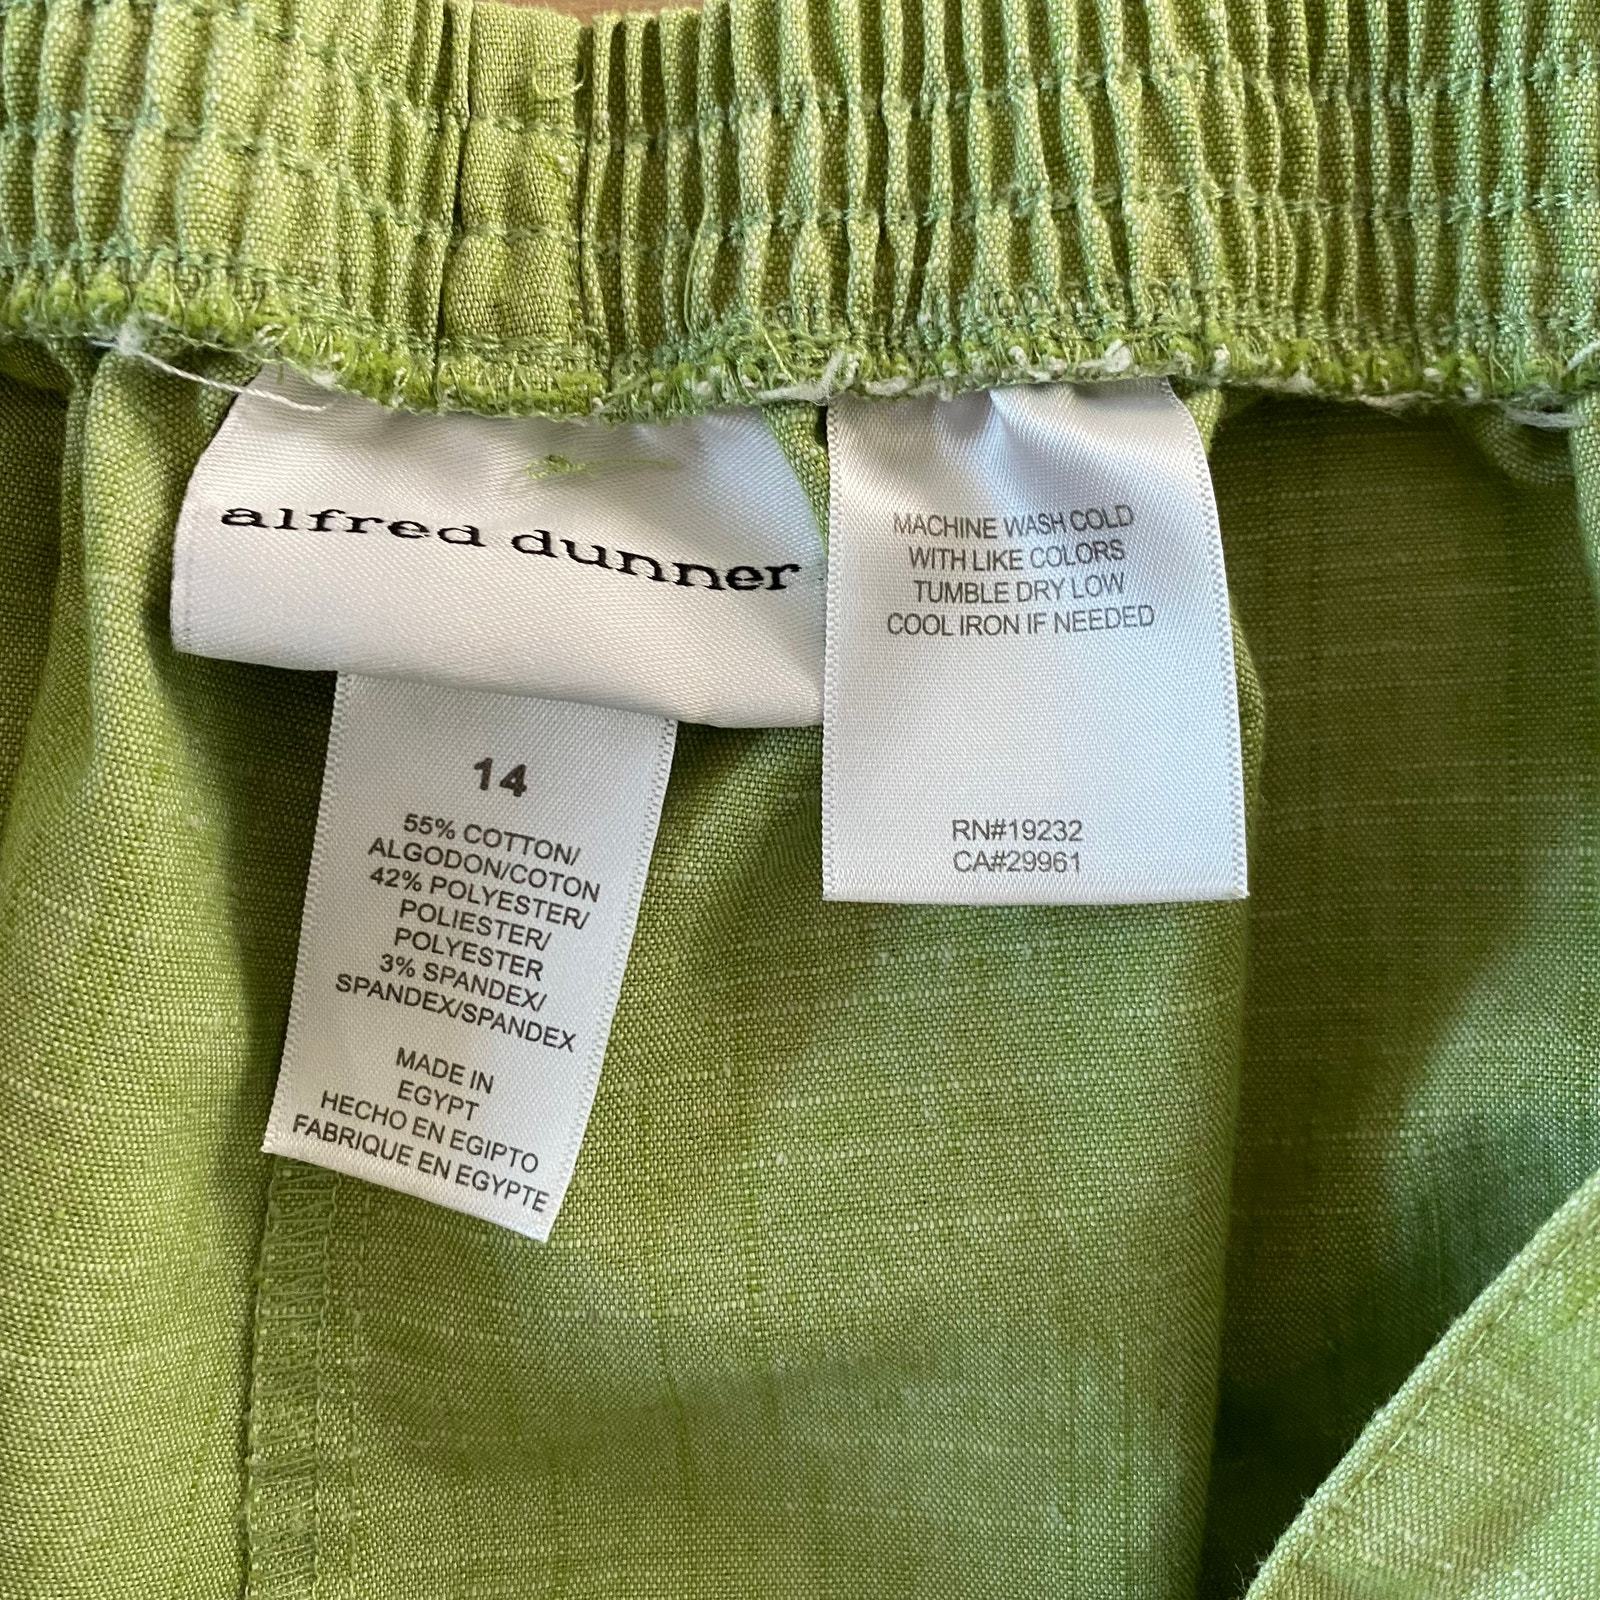 alfred dunner
14
55% COTTON/
ALGODON/COTON
42% POLYESTER/
POLIESTER/
POLYESTER
3% SPANDEX/
SPANDEX/SPANDEX
MADE IN
EGYPT
HECHO EN EGIPTO
FABRIQUE EN EGYPTE
MACHINE WASH COLD
WITH LIKE COLORS
TUMBLE DRY LOW
COOL IRON IF NEEDED
RN#19232
CA#29961